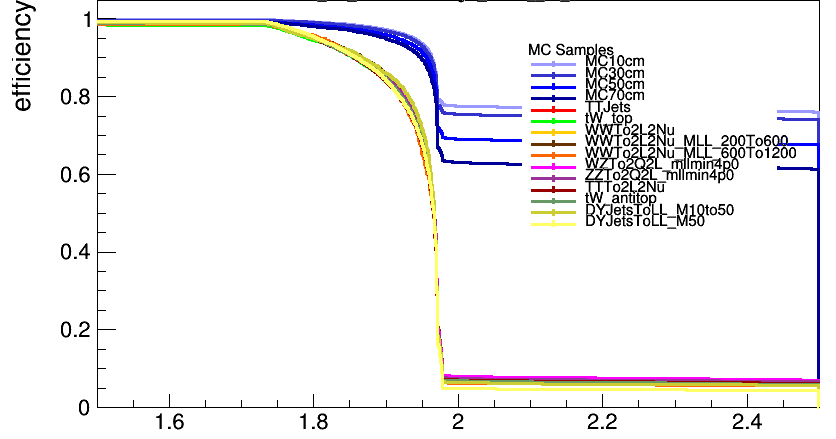 efficiency
1
0.8
0.6
0.4
0.2
0
1.6
1.8
2
2.2
2.4
MC Samples
MC10cm
MC30cm
MC50cm
MC70cm
TTJets
tW_top
WWTo2L2Nu
WWTo2L2Nu_MLL_200To600
WWTo2L2Nu_MLL_600To1200
WZTo2Q2L_mllmin4p0
ZZTo2Q2L_mllmin4p0
TTTo2L2Nu
tW_antitop
DYJetsToLL_M10to50
DYJetsToLL_M50